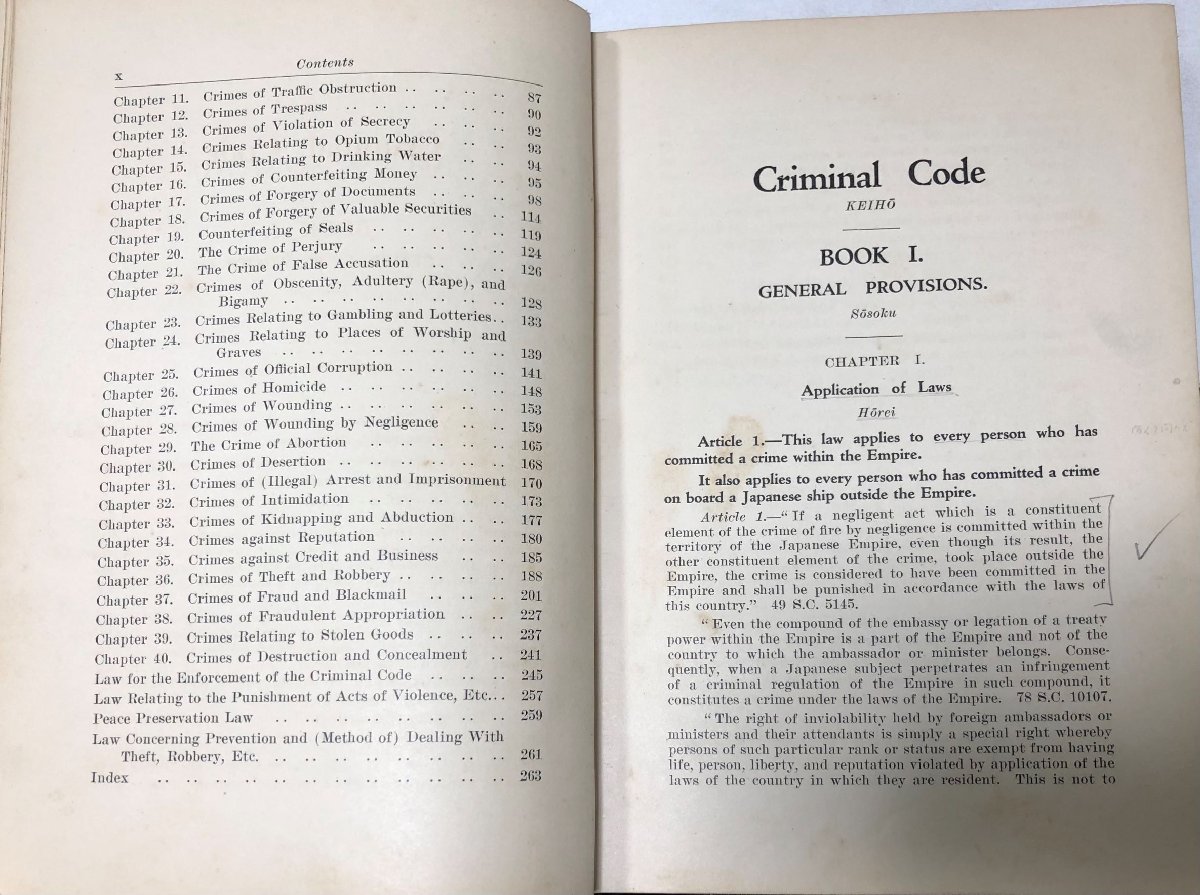 x
Contents
Chapter 11. Crimes of Traffic Obstruction .. .. .. .. 87
Chapter 12. Crimes of Trespass .. .. .. .. .. .. 90
Chapter 13. Crimes of Violation of Secrecy .. .. .. 92
Chapter 14. Crimes Relating to Opium Tobacco .. .. 93
Chapter 15. Crimes Relating to Drinking Water .. .. 94
Chapter 16. Crimes of Counterfeiting Money .. .. .. 95
Chapter 17. Crimes of Forgery of Documents .. .. .. 98
Chapter 18. Crimes of Forgery of Valuable Securities .. 114
Chapter 19. Counterfeiting of Seals .. .. .. .. .. 119
Chapter 20. The Crime of Perjury .. .. .. .. .. 124
Chapter 21. The Crime of False Accusation .. .. .. 126
Chapter 22. Crimes of Obscenity, Adultery (Rape), and
Bigamy .. .. .. .. .. .. .. .. 128
Chapter 23. Crimes Relating to Gambling and Lotteries.. 133
Chapter 24. Crimes Relating to Places of Worship and
Graves .. .. .. .. .. .. .. .. 139
Chapter 25. Crimes of Official Corruption .. .. .. .. 141
Chapter 26. Crimes of Homicide .. .. .. .. .. .. 148
Chapter 27. Crimes of Wounding .. .. .. .. .. .. 153
Chapter 28. Crimes of Wounding by Negligence .. .. 159
Chapter 29. The Crime of Abortion .. .. .. .. .. 165
Chapter 30. Crimes of Desertion .. .. .. .. .. .. 168
Chapter 31. Crimes of (Illegal) Arrest and Imprisonment 170
Chapter 32. Crimes of Intimidation .. .. .. .. .. 173
Chapter 33. Crimes of Kidnapping and Abduction .. .. 177
Chapter 34. Crimes against Reputation .. .. .. .. 180
Chapter 35. Crimes against Credit and Business .. .. 185
Chapter 36. Crimes of Theft and Robbery .. .. .. .. 188
Chapter 37. Crimes of Fraud and Blackmail .. .. .. 201
Chapter 38. Crimes of Fraudulent Appropriation .. .. 227
Chapter 39. Crimes Relating to Stolen Goods .. .. .. 237
Chapter 40. Crimes of Destruction and Concealment .. 241
Law for the Enforcement of the Criminal Code .. .. .. 245
Law Relating to the Punishment of Acts of Violence, Etc... 257
Peace Preservation Law .. .. .. .. .. .. .. .. 259
Law Concerning Prevention and (Method of) Dealing With
Theft, Robbery, Etc. .. .. .. .. .. .. .. .. 261
Index .. .. .. .. .. .. .. .. .. .. .. .. 263
Criminal Code
KEIHŌ
BOOK I.
GENERAL PROVISIONS.
Sōsoku
CHAPTER I.
Application of Laws
Hōrei
Article 1.—This law applies to every person who has
committed a crime within the Empire.
It also applies to every person who has committed a crime
on board a Japanese ship outside the Empire.
Article 1.—“If a negligent act which is a constituent
element of the crime of fire by negligence is committed within the
territory of the Japanese Empire, even though its result, the
other constituent element of the crime, took place outside the
Empire, the crime is considered to have been committed in the
Empire and shall be punished in accordance with the laws of
this country.” 49 S.C. 5145.
“Even the compound of the embassy or legation of a treaty
power within the Empire is a part of the Empire and not of the
country to which the ambassador or minister belongs. Conse-
quently, when a Japanese subject perpetrates an infringement
of a criminal regulation of the Empire in such compound, it
constitutes a crime under the laws of the Empire. 78 S.C. 10107.
“The right of inviolability held by foreign ambassadors or
ministers and their attendants is simply a special right whereby
persons of such particular rank or status are exempt from having
life, person, liberty, and reputation violated by application of the
laws of the country in which they are resident. This is not to